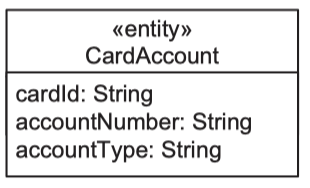 «entity»
CardAccount
cardId: String
accountNumber: String
accountType: String